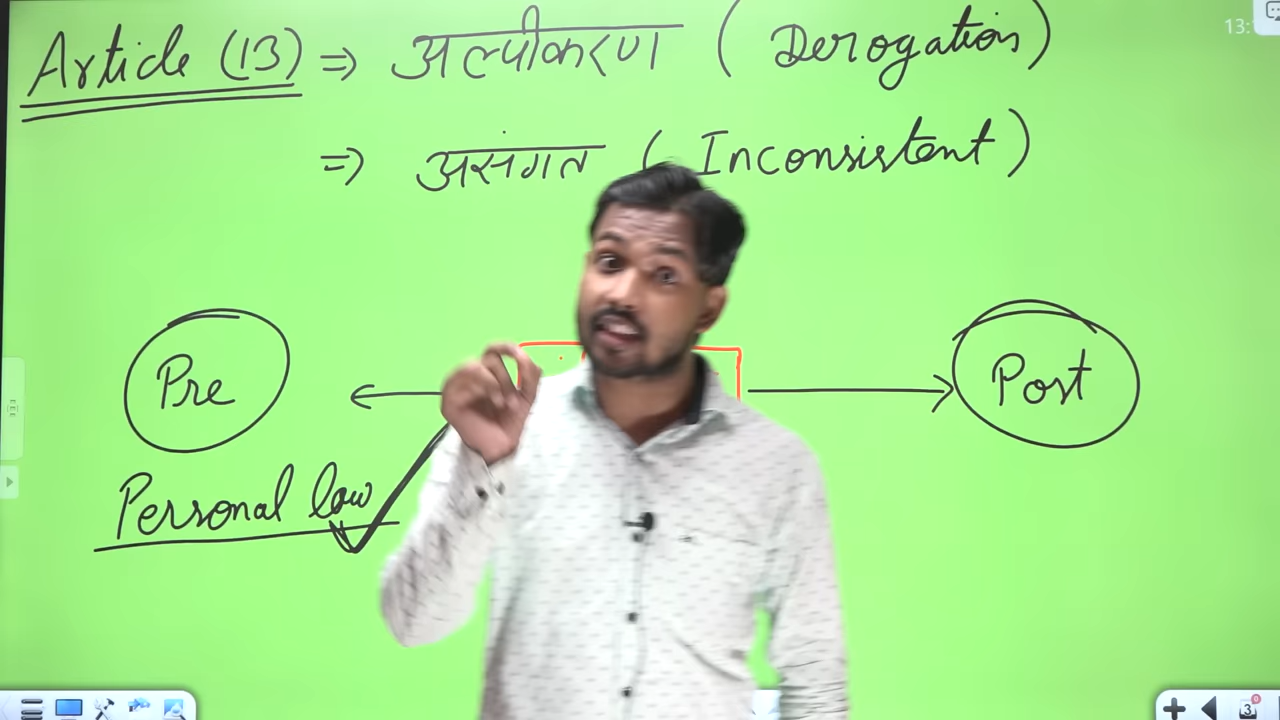 Article (13) ⇒ अल्पीकरण ( Derogation )
⇒ असंगत ( Inconsistent )
Pre
Post
Personal law